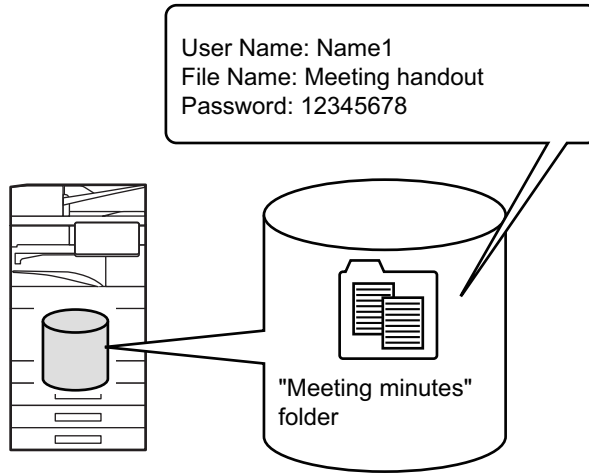 User Name: Name1
File Name: Meeting handout
Password: 12345678
"Meeting minutes"
folder